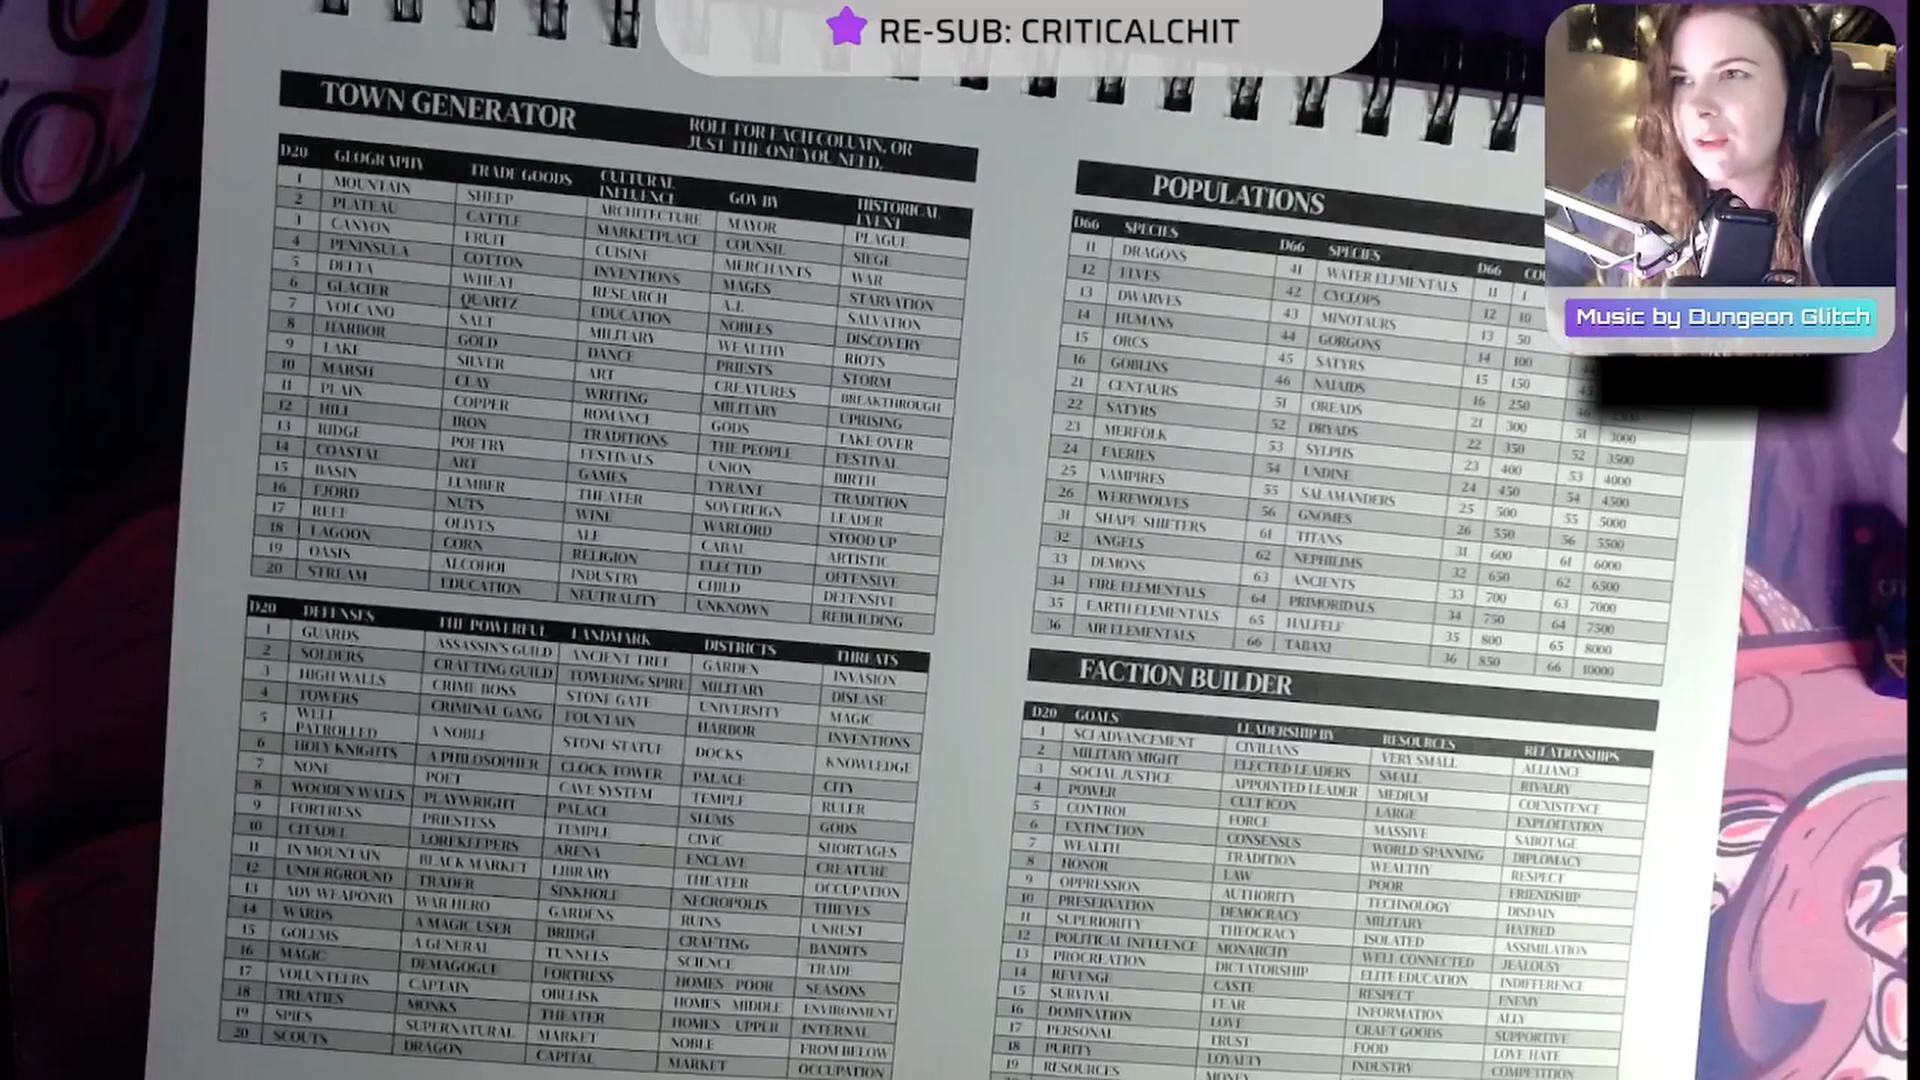 RE-SUB: CRITICALCHIT
Music by Dungeon Glitch
TOWN GENERATOR
ROLL FOR EACH COLUMN, OR
JUST THE ONE YOU NEED.
D20 GEOGRAPHY TRADE GOODS CULTURAL INFLUENCE GOV BY HISTORICAL EVENT
1 MOUNTAIN SHEEP ARCHITECTURE MAYOR PLAGUE
2 PLATEAU CATTLE MARKETPLACE COUNSIL SIEGE
3 CANYON FRUIT CUISINE MERCHANTS WAR
4 PENINSULA COTTON INVENTIONS MAGES STARVATION
5 DELTA WHEAT RESEARCH A.I. SALVATION
6 GLACIER QUARTZ EDUCATION NOBLES DISCOVERY
7 VOLCANO SALT MILITARY WEALTHY RIOTS
8 HARBOR GOLD DANCE PRIESTS STORM
9 LAKE SILVER ART CREATURES BREAKTHROUGH
10 MARSH CLAY WRITING MILITARY UPRISING
11 PLAIN COPPER ROMANCE GODS TAKE OVER
12 HILL IRON TRADITIONS THE PEOPLE FESTIVAL
13 RIDGE POETRY FESTIVALS UNION BIRTH
14 COASTAL ART GAMES TYRANT TRADITION
15 BASIN LUMBER THEATER SOVEREIGN LEADER
16 FJORD NUTS WINE WARLORD STOOD UP
17 REEF OLIVES ALE CABAL ARTISTIC
18 LAGOON CORN RELIGION ELECTED OFFENSIVE
19 OASIS ALCOHOL INDUSTRY CHILD DEFENSIVE
20 STREAM EDUCATION NEUTRALITY UNKNOWN REBUILDING
D20 DEFENSES THE POWERFUL LANDMARK DISTRICTS THREATS
1 GUARDS ASSASSIN'S GUILD ANCIENT TREE GARDEN INVASION
2 SOLDERS CRAFTING GUILD TOWERING SPIRE MILITARY DISEASE
3 HIGH WALLS CRIME BOSS STONE GATE UNIVERSITY MAGIC
4 TOWERS CRIMINAL GANG FOUNTAIN HARBOR INVENTIONS
5 WELL PATROLLED A NOBLE STONE STATUE DOCKS KNOWLEDGE
6 HOLY KNIGHTS A PHILOSOPHER CLOCK TOWER PALACE CITY
7 NONE POET CAVE SYSTEM TEMPLE RULER
8 WOODEN WALLS PLAYWRIGHT PALACE SLUMS GODS
9 FORTRESS PRIESTESS TEMPLE CIVIC SHORTAGES
10 CITADEL LOREKEEPERS ARENA ENCLAVE CREATURE
11 IN MOUNTAIN BLACK MARKET LIBRARY THEATER OCCUPATION
12 UNDERGROUND TRADER SINKHOLE NECROPOLIS THIEVES
13 ADV WEAPONRY WAR HERO GARDENS RUINS UNREST
14 WARDS A MAGIC USER BRIDGE CRAFTING BANDITS
15 GOLEMS A GENERAL TUNNELS SCIENCE TRADE
16 MAGIC DEMAGOGUE FORTRESS HOMES POOR SEASONS
17 VOLUNTEERS CAPTAIN OBELISK HOMES MIDDLE ENVIRONMENT
18 TREATIES MONKS THEATER HOMES UPPER INTERNAL
19 SPIES SUPERNATURAL MARKET NOBLE FROM BELOW
20 SCOUTS DRAGON CAPITAL MARKET OCCUPATION
POPULATIONS
D66 SPECIES D66 SPECIES D66
11 DRAGONS 41 WATER ELEMENTALS 11 1
12 ELVES 42 CYCLOPS 12 10
13 DWARVES 43 MINOTAURS 13 50
14 HUMANS 44 GORGONS 14 100
15 ORCS 45 SATYRS 15 150
16 GOBLINS 46 NAIAIDS 16 250
21 CENTAURS 51 OREADS 21 300 51 3000
22 SATYRS 52 DRYADS 22 350 52 3500
23 MERFOLK 53 SYLPHS 23 400 53 4000
24 FAERIES 54 UNDINE 24 450 54 4500
25 VAMPIRES 55 SALAMANDERS 25 500 55 5000
26 WEREWOLVES 56 GNOMES 26 550 56 5500
31 SHAPE SHIFTERS 61 TITANS 31 600 61 6000
32 ANGELS 62 NEPHILIMS 32 650 62 6500
33 DEMONS 63 ANCIENTS 33 700 63 7000
34 FIRE ELEMENTALS 64 PRIMORIDALS 34 750 64 7500
35 EARTH ELEMENTALS 65 HALFELF 35 800 65 8000
36 AIR ELEMENTALS 66 TABAXI 36 850 66 10000
FACTION BUILDER
D20 GOALS LEADERSHIP BY RESOURCES RELATIONSHIPS
1 SCI ADVANCEMENT CIVILIANS VERY SMALL ALLIANCE
2 MILITARY MIGHT ELECTED LEADERS SMALL RIVALRY
3 SOCIAL JUSTICE APPOINTED LEADER MEDIUM COEXISTENCE
4 POWER CULT ICON LARGE EXPLOITATION
5 CONTROL FORCE MASSIVE SABOTAGE
6 EXTINCTION CONSENSUS WORLD SPANNING DIPLOMACY
7 WEALTH TRADITION WEALTHY RESPECT
8 HONOR LAW POOR FRIENDSHIP
9 OPPRESSION AUTHORITY TECHNOLOGY DISDAIN
10 PRESERVATION DEMOCRACY MILITARY HATRED
11 SUPERIORITY THEOCRACY ISOLATED ASSIMILATION
12 POLITICAL INFLUENCE MONARCHY WELL CONNECTED JEALOUSY
13 PROCREATION DICTATORSHIP ELITE EDUCATION INDIFFERENCE
14 REVENGE CASTE RESPECT ENEMY
15 SURVIVAL FEAR INFORMATION ALLY
16 DOMINATION LOVE CRAFT GOODS SUPPORTIVE
17 PERSONAL TRUST FOOD LOVE HATE
18 PURITY LOYALTY INDUSTRY COMPETITION
19 RESOURCES MONEY